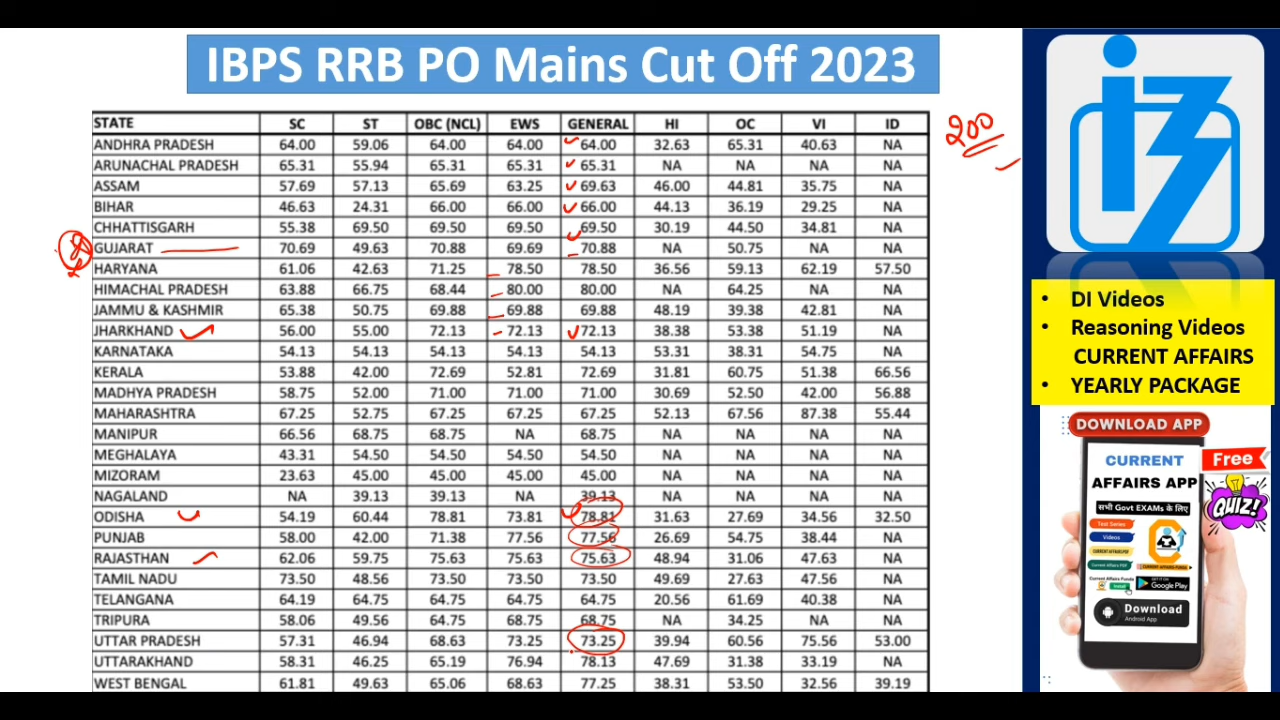 IBPS RRB PO Mains Cut Off 2023
STATE SC ST OBC (NCL) EWS GENERAL HI OC VI ID
ANDHRA PRADESH 64.00 59.06 64.00 64.00 64.00 32.63 65.31 40.63 NA
ARUNACHAL PRADESH 65.31 55.94 65.31 65.31 65.31 NA NA NA NA
ASSAM 57.69 57.13 65.69 63.25 69.63 46.00 44.81 35.75 NA
BIHAR 46.63 24.31 66.00 66.00 66.00 44.13 36.19 29.25 NA
CHHATTISGARH 55.38 69.50 69.50 69.50 69.50 30.19 44.50 34.81 NA
GUJARAT 70.69 49.63 70.88 69.69 70.88 NA 50.75 NA NA
HARYANA 61.06 42.63 71.25 78.50 78.50 36.56 59.13 62.19 57.50
HIMACHAL PRADESH 63.88 66.75 68.44 80.00 80.00 NA 64.25 NA NA
JAMMU & KASHMIR 65.38 50.75 69.88 69.88 69.88 48.19 39.38 42.81 NA
JHARKHAND 56.00 55.00 72.13 72.13 72.13 38.38 53.38 51.19 NA
KARNATAKA 54.13 54.13 54.13 54.13 54.13 53.31 38.31 54.75 NA
KERALA 53.88 42.00 72.69 52.81 72.69 31.81 60.75 51.38 66.56
MADHYA PRADESH 58.75 52.00 71.00 71.00 71.00 30.69 52.50 42.00 56.88
MAHARASHTRA 67.25 52.75 67.25 67.25 67.25 52.13 67.56 87.38 55.44
MANIPUR 66.56 68.75 68.75 NA 68.75 NA NA NA NA
MEGHALAYA 43.31 54.50 54.50 54.50 54.50 NA NA NA NA
MIZORAM 23.63 45.00 45.00 45.00 45.00 NA NA NA NA
NAGALAND NA 39.13 39.13 NA 39.13 NA NA NA NA
ODISHA 54.19 60.44 78.81 73.81 78.81 31.63 27.69 34.56 32.50
PUNJAB 58.00 42.00 71.38 77.56 77.56 26.69 54.75 38.44 NA
RAJASTHAN 62.06 59.75 75.63 75.63 75.63 48.94 31.06 47.63 NA
TAMIL NADU 73.50 48.56 73.50 73.50 73.50 49.69 27.63 47.56 NA
TELANGANA 64.19 64.75 64.75 64.75 64.75 20.56 61.69 40.38 NA
TRIPURA 58.06 49.56 64.75 68.75 68.75 NA 34.25 NA NA
UTTAR PRADESH 57.31 46.94 68.63 73.25 73.25 39.94 60.56 75.56 53.00
UTTARAKHAND 58.31 46.25 65.19 76.94 78.13 47.69 31.38 33.19 NA
WEST BENGAL 61.81 49.63 65.06 68.63 77.25 38.31 53.50 32.56 39.19
200
• DI Videos
• Reasoning Videos
CURRENT AFFAIRS
• YEARLY PACKAGE
DOWNLOAD APP
CURRENT
AFFAIRS APP
Free
QUIZ!
सभी Govt EXAMs के लिए
Test Series
Videos
Current Affairs PDF
Current Affairs Funda
Install
GET IT ON
Google Play
Download
Android App